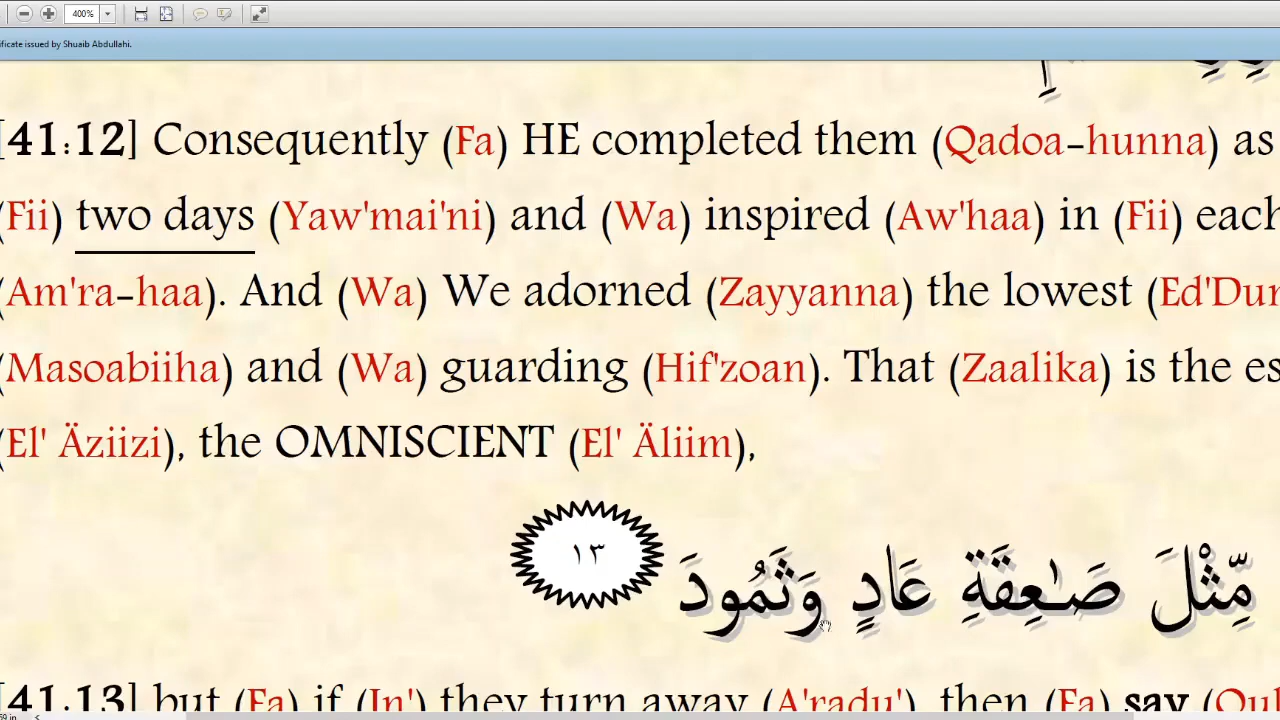 400%
ificate issued by Shuaib Abdullahi.
[41:12] Consequently (Fa) HE completed them (Qadoa-hunna) as
(Fii) two days (Yaw'mai'ni) and (Wa) inspired (Aw'haa) in (Fii) each
(Am'ra-haa). And (Wa) We adorned (Zayyanna) the lowest (Ed'Dun
(Masoabiiha) and (Wa) guarding (Hif'zoan). That (Zaalika) is the es
(El' Äziizi), the OMNISCIENT (El' Äliim),
مِّثْلَ صَـٰعِقَةِ عَادٍ وَثَمُودَ ١٣
[41:13] but (Fa) if (In') they turn away (A'radu'), then (Fa) say (Qul